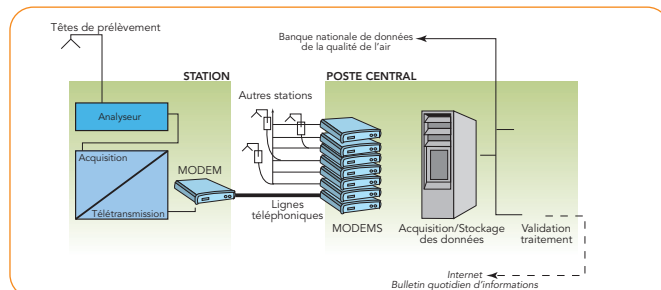 Têtes de prélèvement
Banque nationale de données
de la qualité de l'air
STATION
POSTE CENTRAL
Autres stations
Analyseur
Acquisition
Télétransmission
MODEM
Lignes
téléphoniques
MODEMS
Acquisition/Stockage
des données
Validation
traitement
Internet
Bulletin quotidien d'informations